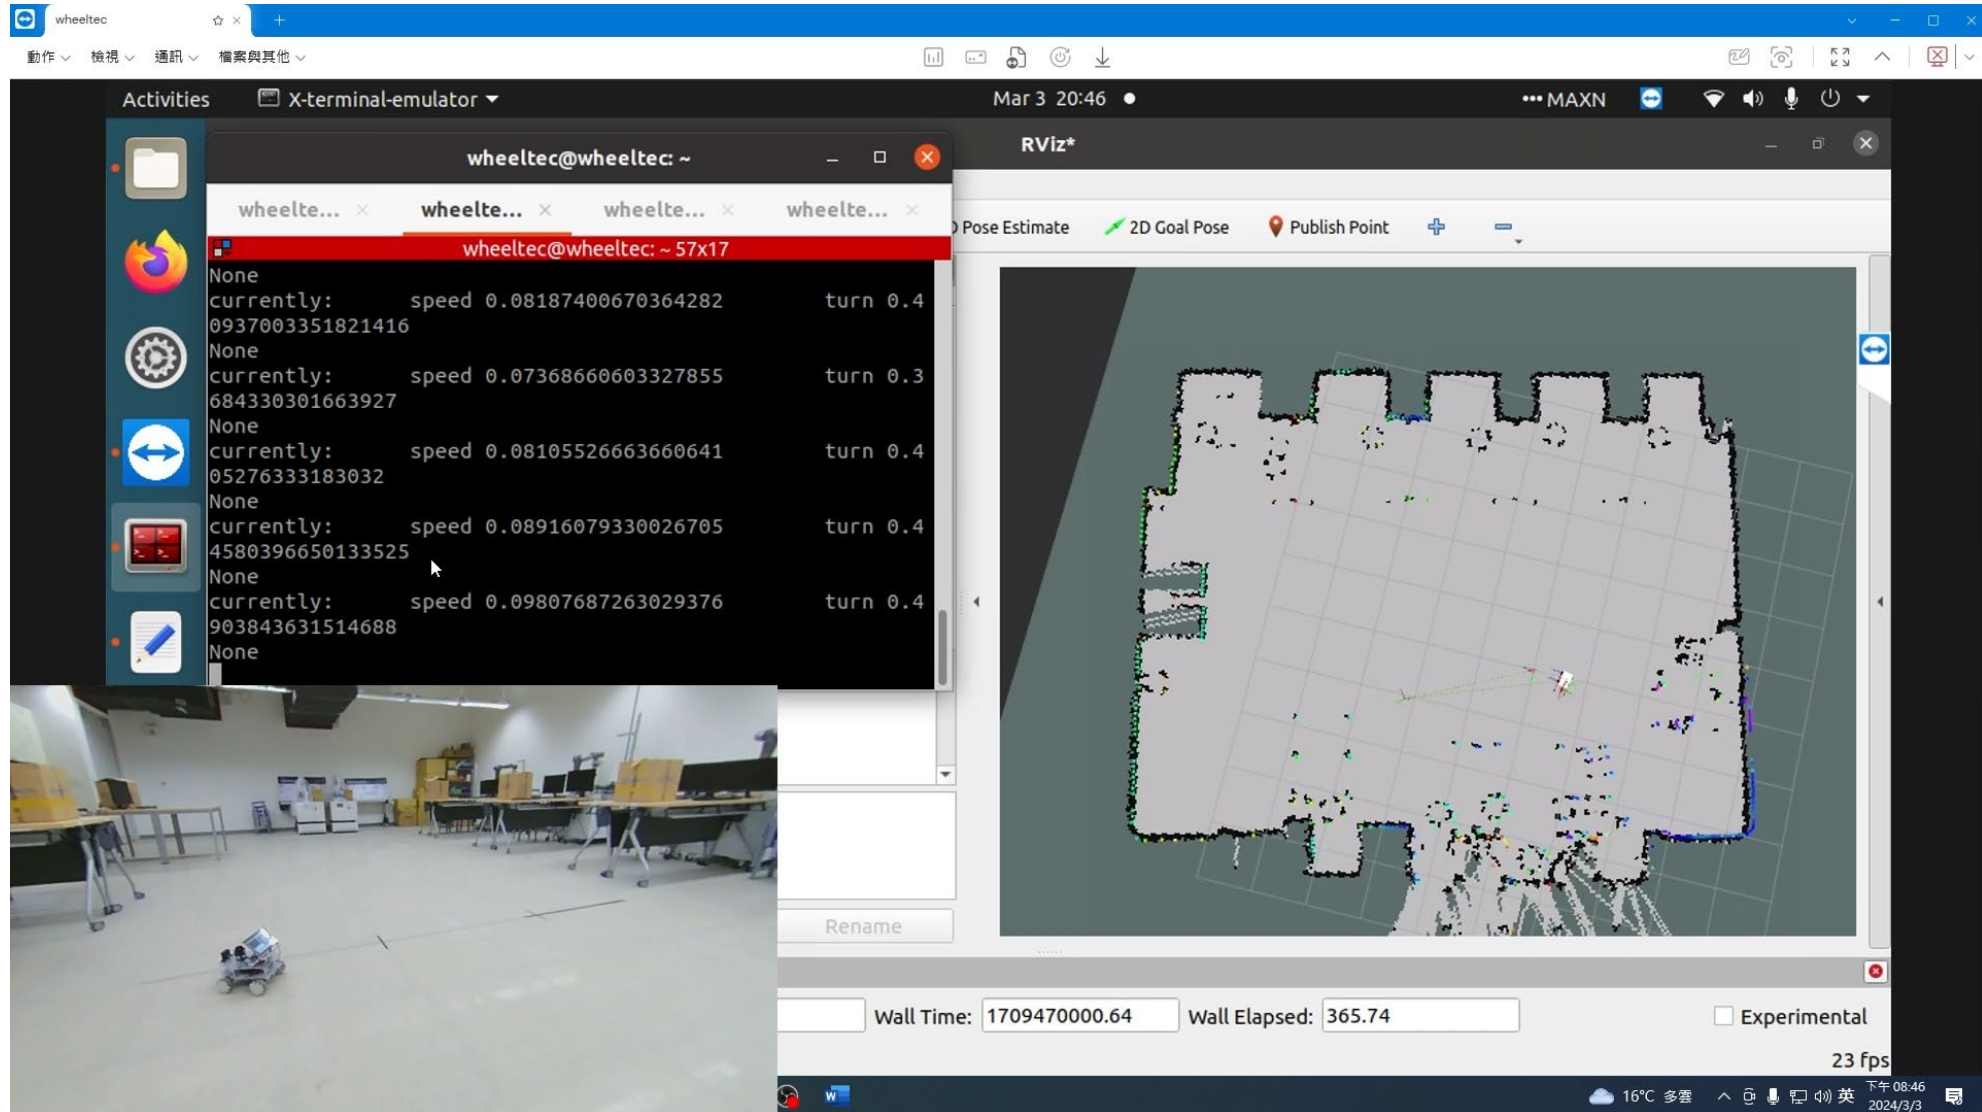 wheeltec
動作 檢視 通訊 檔案與其他
Activities X-terminal-emulator Mar 3 20:46 MAXN
RViz*
wheeltec@wheeltec: ~
wheelte... wheelte... wheelte... wheelte...
Pose Estimate 2D Goal Pose Publish Point
wheeltec@wheeltec: ~ 57x17
None
currently: speed 0.08187400670364282 turn 0.4
0937003351821416
None
currently: speed 0.07368660603327855 turn 0.3
684330301663927
None
currently: speed 0.08105526663660641 turn 0.4
05276333183032
None
currently: speed 0.08916079330026705 turn 0.4
4580396650133525
None
currently: speed 0.09807687263029376 turn 0.4
903843631514688
None
Rename
Wall Time: 1709470000.64 Wall Elapsed: 365.74 Experimental
23 fps
W 16°C 多雲 英 下午 08:46
2024/3/3